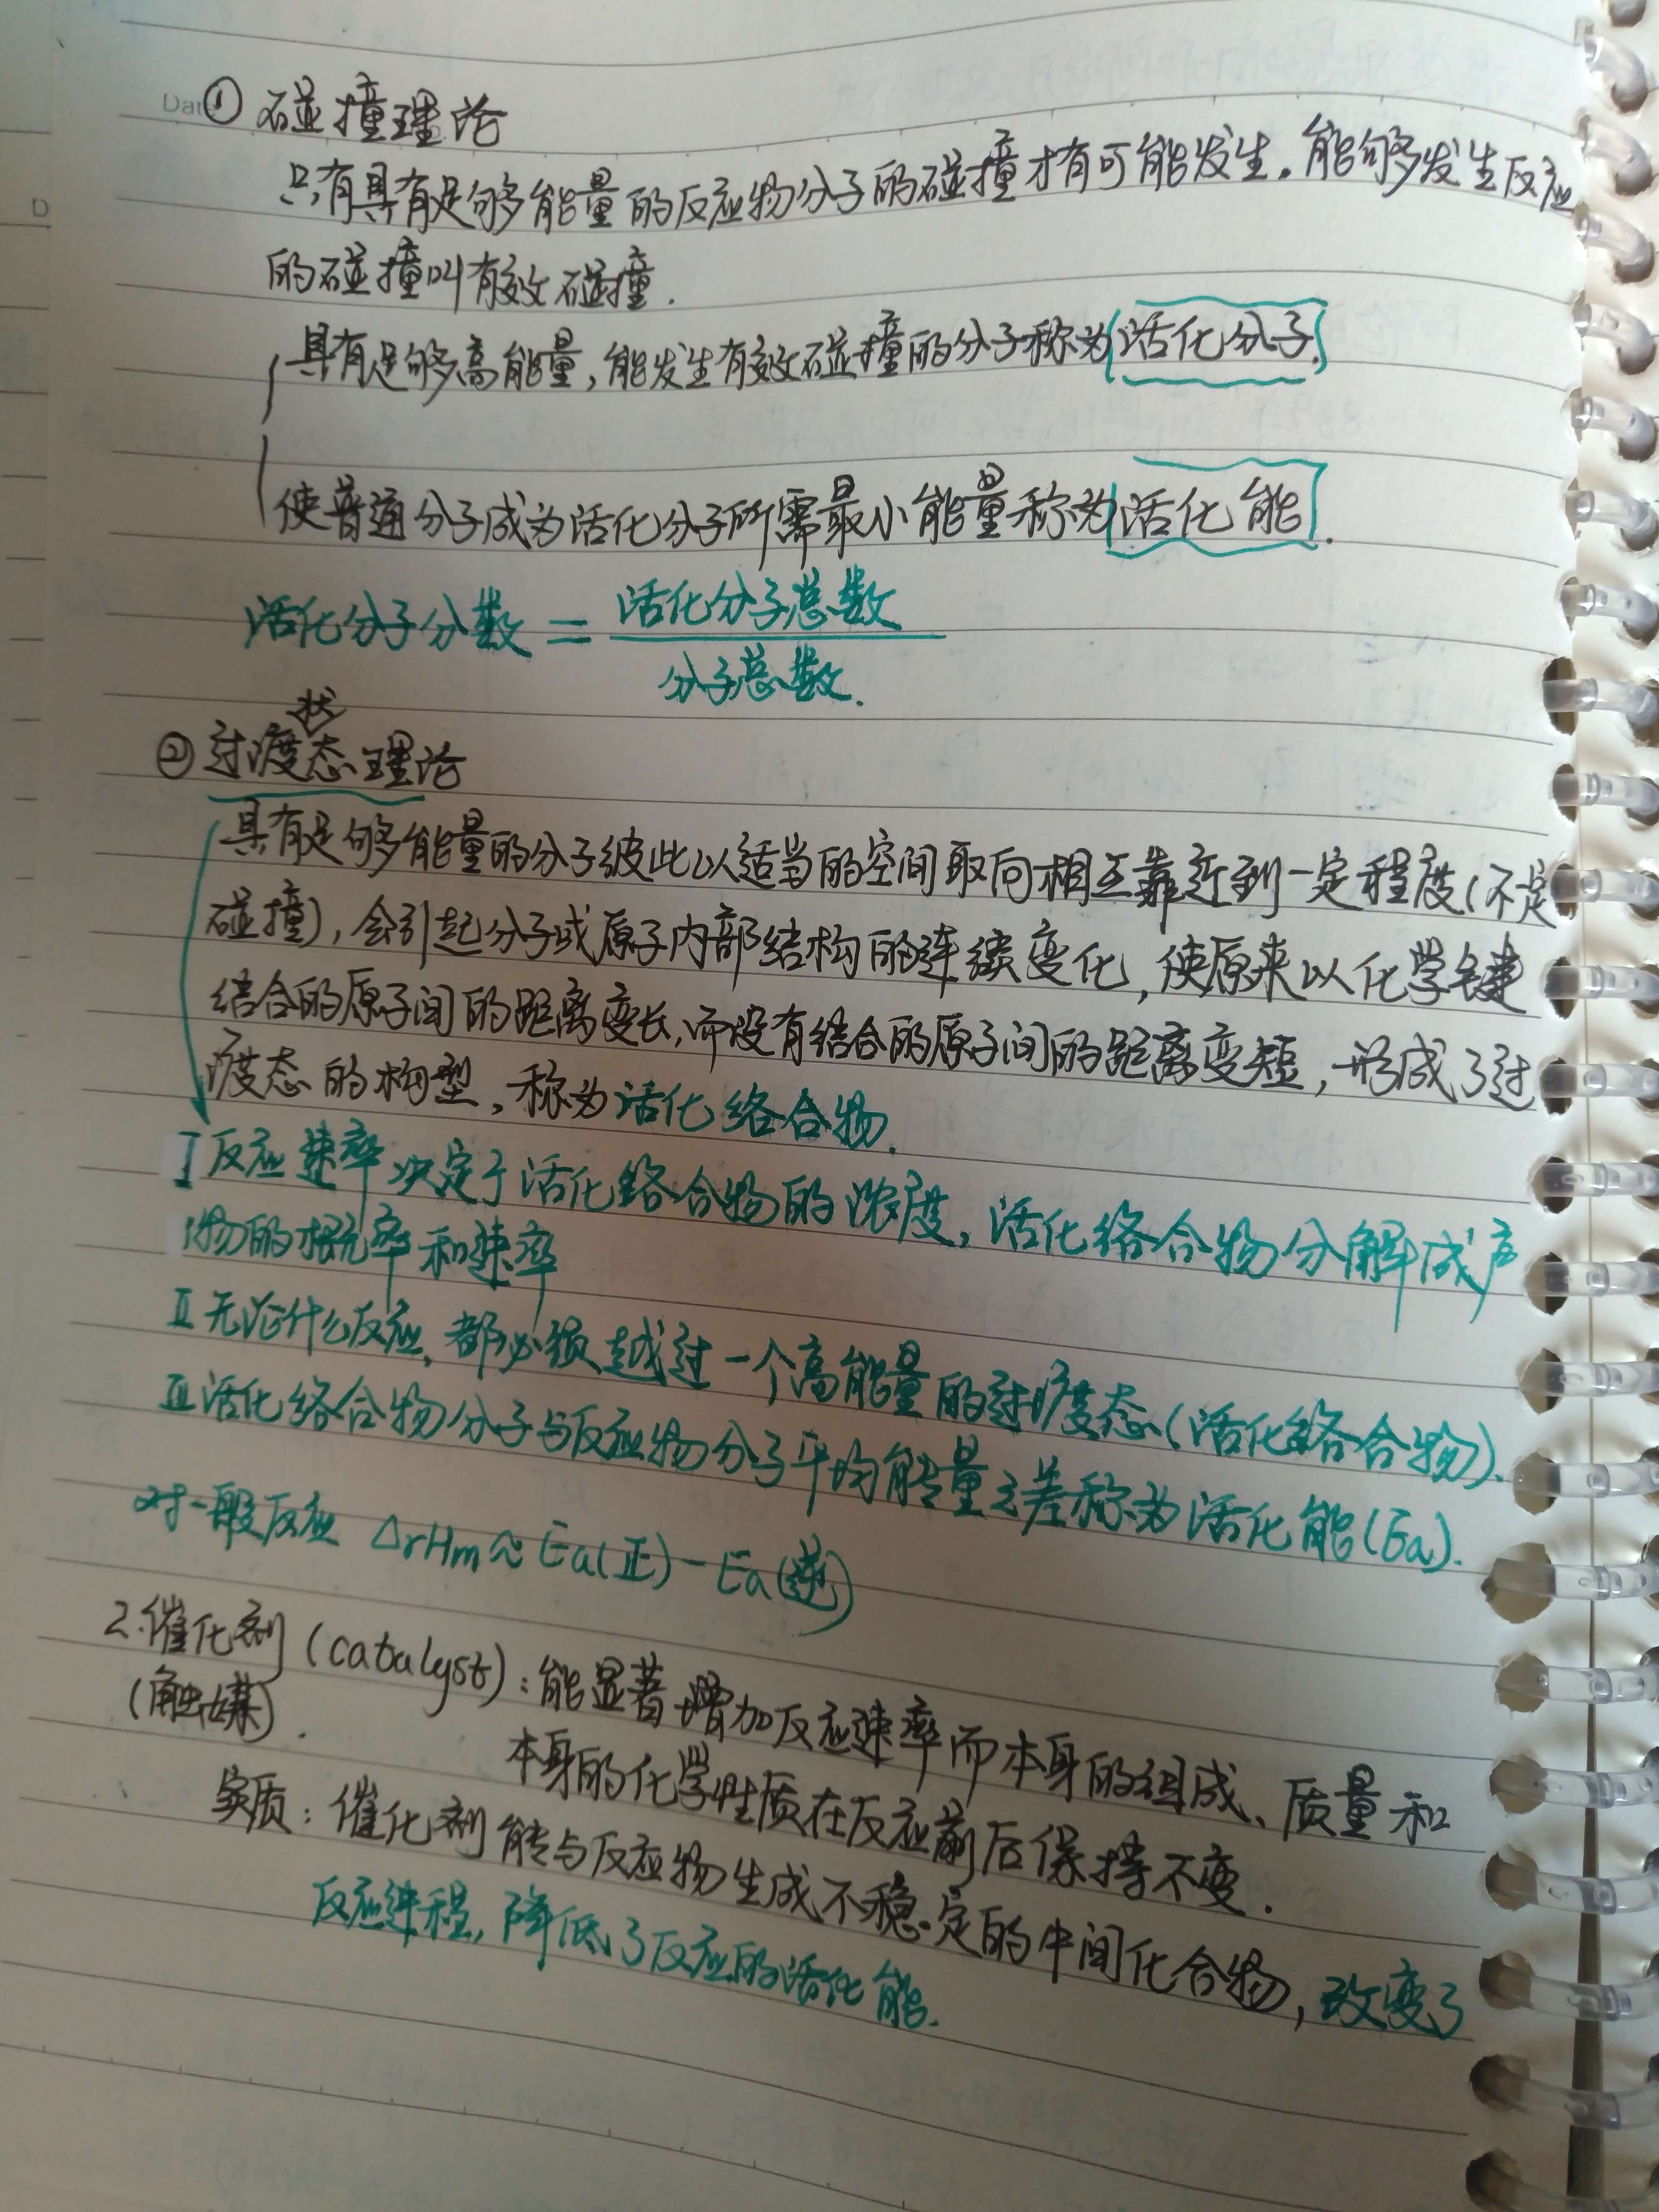 Dat
① 碰撞理论
只有具有足够能量的反应物分子的碰撞才有可能发生。能够发生反应
的碰撞叫有效碰撞.
具有足够高能量,能发生有效碰撞的分子称为活化分子.
使普通分子成为活化分子所需最小能量称为活化能.
活化分子分数 = 活化分子总数
分子总数.
状
② 过渡态理论
具有足够能量的分子彼此以适当的空间取向相互靠近到一定程度(不定
碰撞), 会引起分子或原子内部结构的连续变化, 使原来以化学键
结合的原子间的距离变长,而没有结合的原子间的距离变短, 形成了过
渡态的构型, 称为活化络合物.
Ⅰ反应速率决定于活化络合物的浓度, 活化络合物分解成产
物的概率和速率
Ⅱ无论什么反应, 都必须越过一个高能量的过渡态(活化络合物).
Ⅲ活化络合物分子与反应物分子平均能量之差称为活化能(Ea).
对一般反应 ΔrHm ≈ Ea(正) - Ea(逆)
2.催化剂 (catalyst) : 能显著增加反应速率而本身的组成、质量和
(触媒).
本身的化学性质在反应前后保持不变.
实质: 催化剂能与反应物生成不稳定的中间化合物, 改变了
反应进程, 降低了反应的活化能.
D